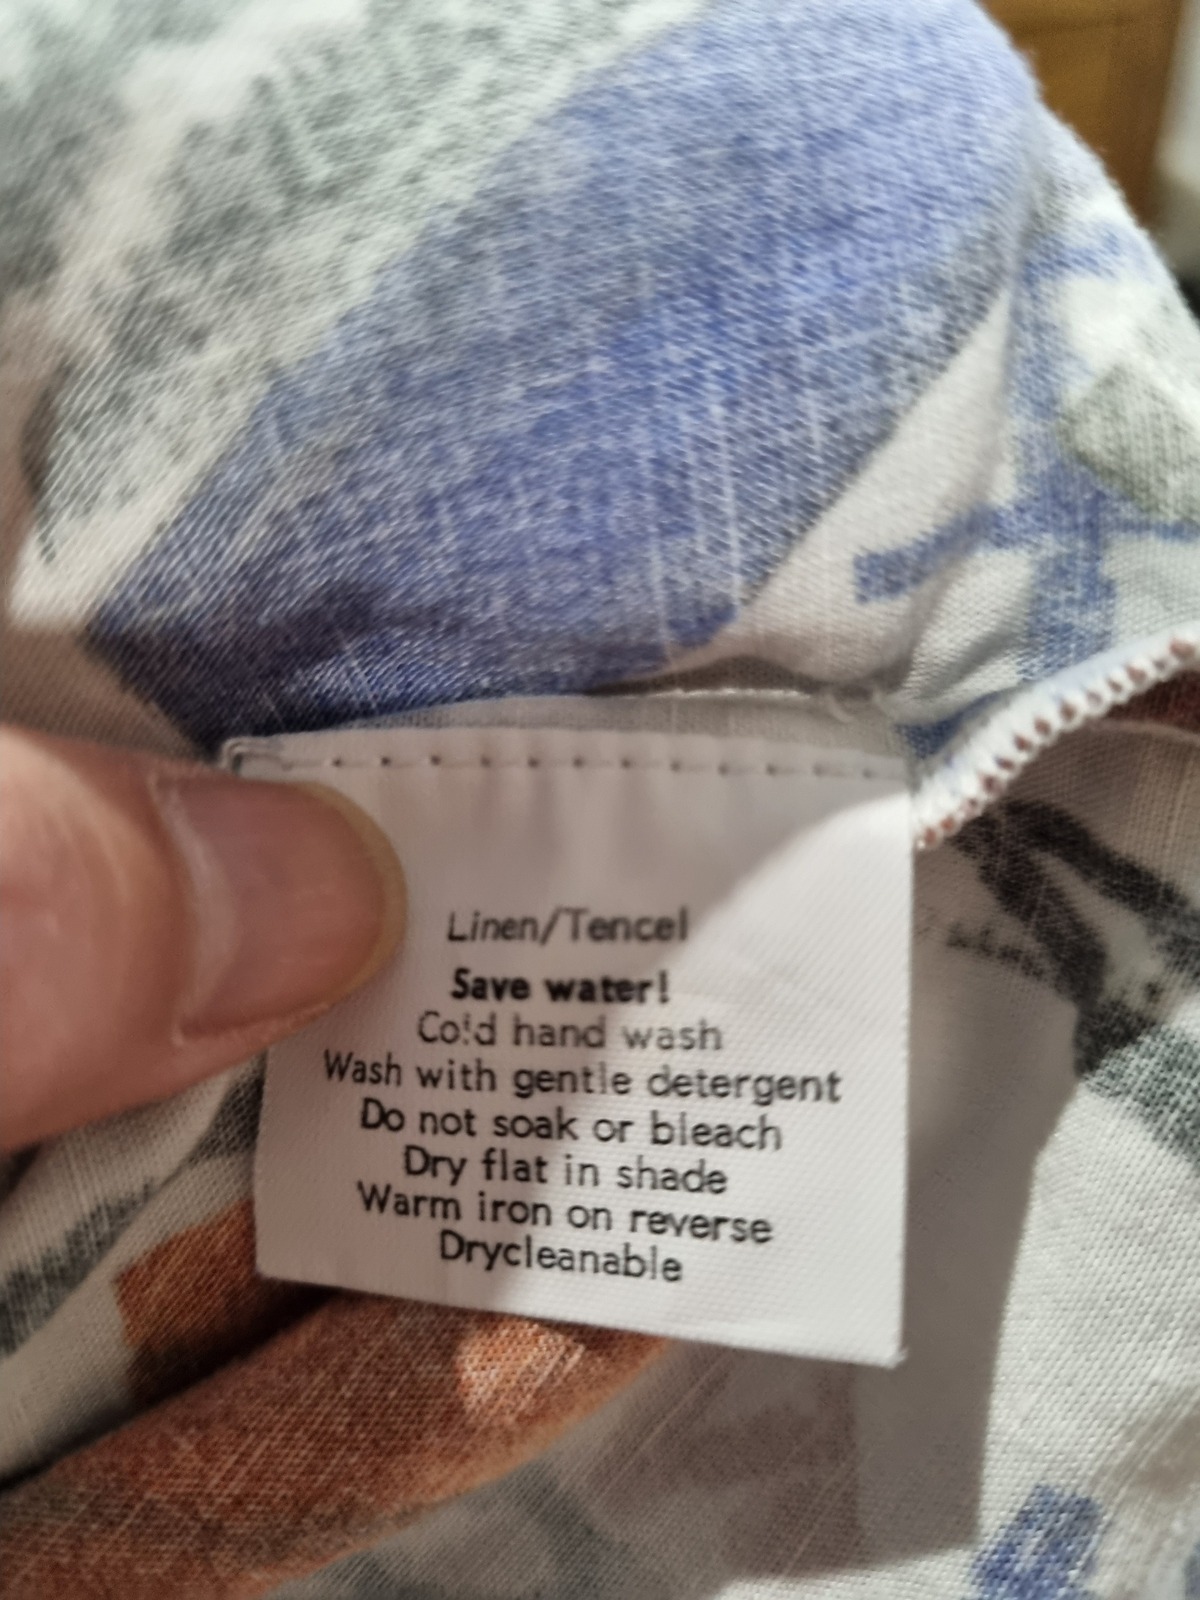 Linen/Tencel
Save water!
Cold hand wash
Wash with gentle detergent
Do not soak or bleach
Dry flat in shade
Warm iron on reverse
Drycleanable